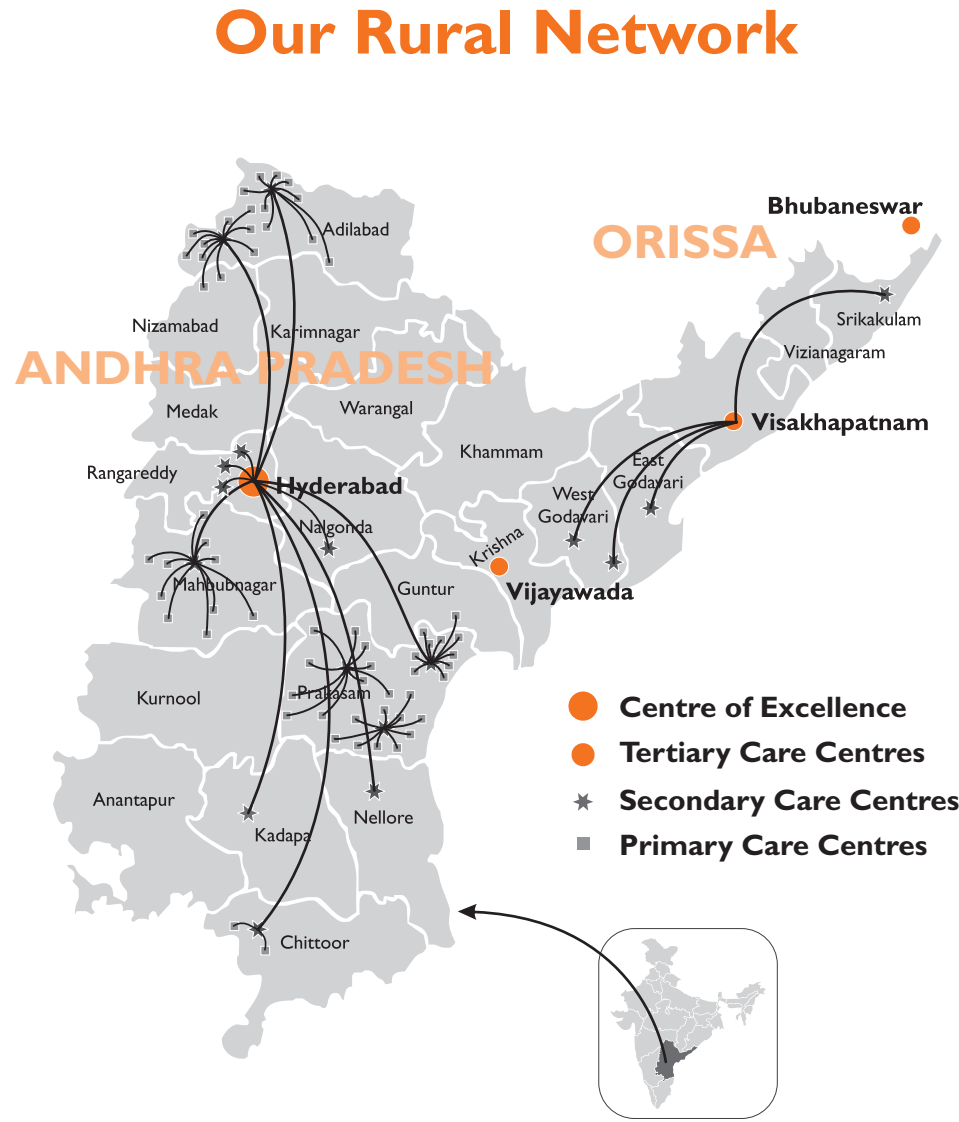 Our Rural Network
Bhubaneswar
Adilabad
ORISSA
Srikakulam
Nizamabad
Karimnagar
Vizianagaram
ANDHRA PRADESH
Medak
Warangal
Visakhapatnam
Khammam
Rangareddy
East
Godavari
Hyderabad
West
Godavari
Nalgonda
Krishna
Mahbubnagar
Guntur
Vijayawada
Kurnool
Prakasam
Centre of Excellence
Tertiary Care Centres
Anantapur
Secondary Care Centres
Nellore
Kadapa
Primary Care Centres
Chittoor